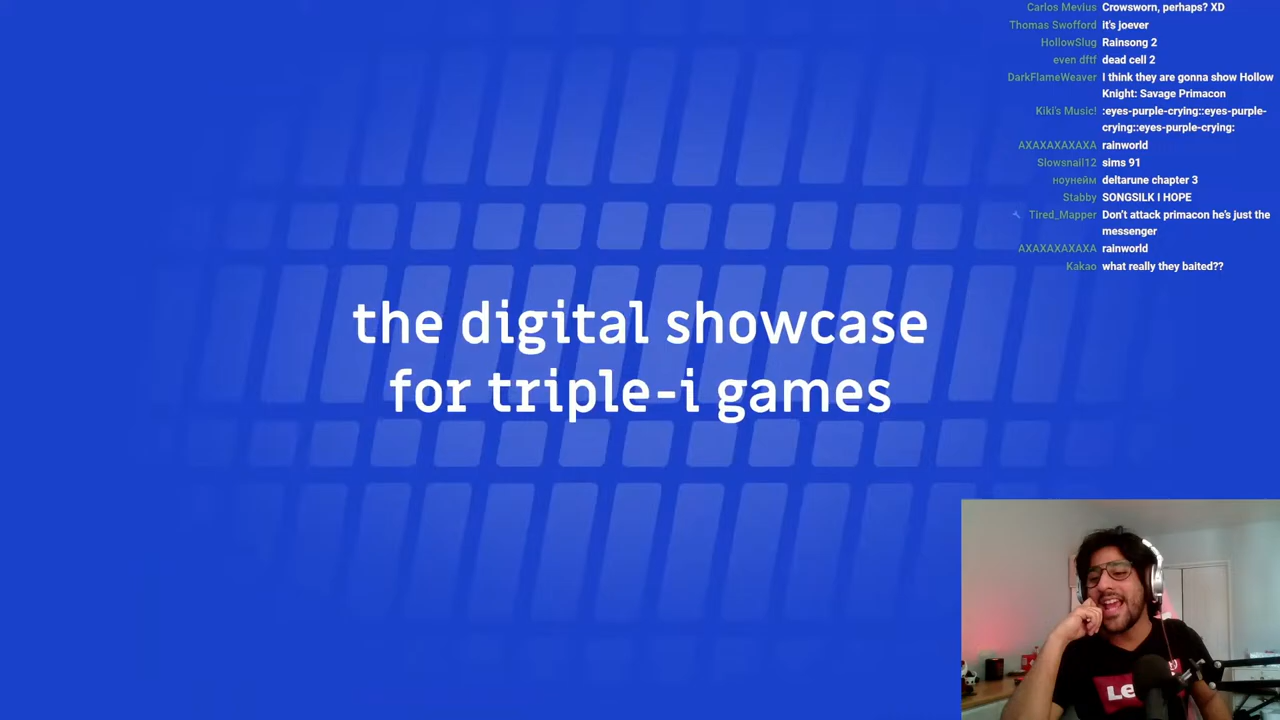 Carlos Mevius Crowsworn, perhaps? XD
Thomas Swofford it's joever
HollowSlug Rainsong 2
even dftf dead cell 2
DarkFlameWeaver I think they are gonna show Hollow
Knight: Savage Primacon
Kiki's Music! :eyes-purple-crying::eyes-purple-
crying::eyes-purple-crying:
AXAXAXAXAXA rainworld
Slowsnail12 sims 91
ноунейм deltarune chapter 3
Stabby SONGSILK I HOPE
Tired_Mapper Don't attack primacon he's just the
messenger
AXAXAXAXAXA rainworld
Kakao what really they baited??
the digital showcase
for triple-i games